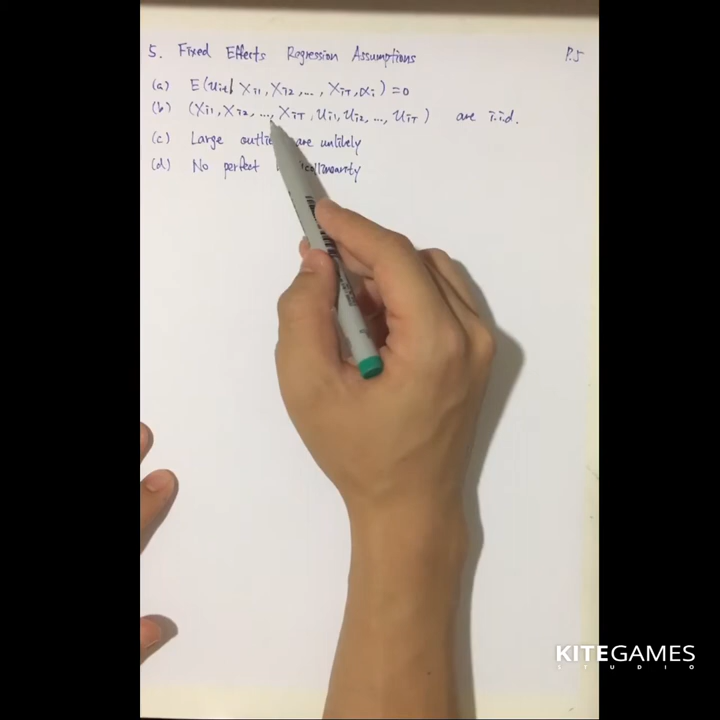 5. Fixed Effects Regression Assumptions P.5
(a) E(uit| Xi1, Xi2, ..., XiT, αi) = 0
(b) (Xi1, Xi2, ..., XiT, ui1, ui2, ..., uiT) are i.i.d.
(c) Large are unlikely
(d) No perfect
KITEGAMES
STUDIO